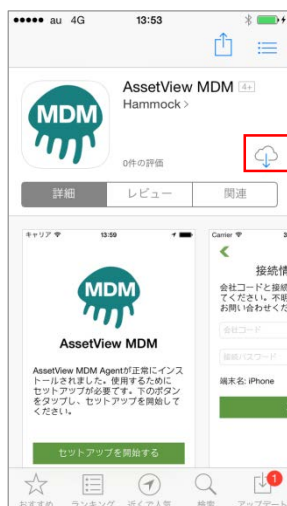 au 4G 13:53
AssetView MDM 4+
Hammock >
MDM
0件の評価
詳細 レビュー 関連
キャリア 13:59
MDM
AssetView MDM
AssetView MDM Agentが正常にインス
トールされました。使用するために
セットアップが必要です。下のボタン
をタップし、セットアップを開始して
ください。
セットアップを開始する
Carrier
接続情
会社コードと接続
てください。不明
お問い合わせくだ
会社コード
接続パスワード
端末名: iPhone
おすすめ ランキング 近くで人気 検索 アップデート
1